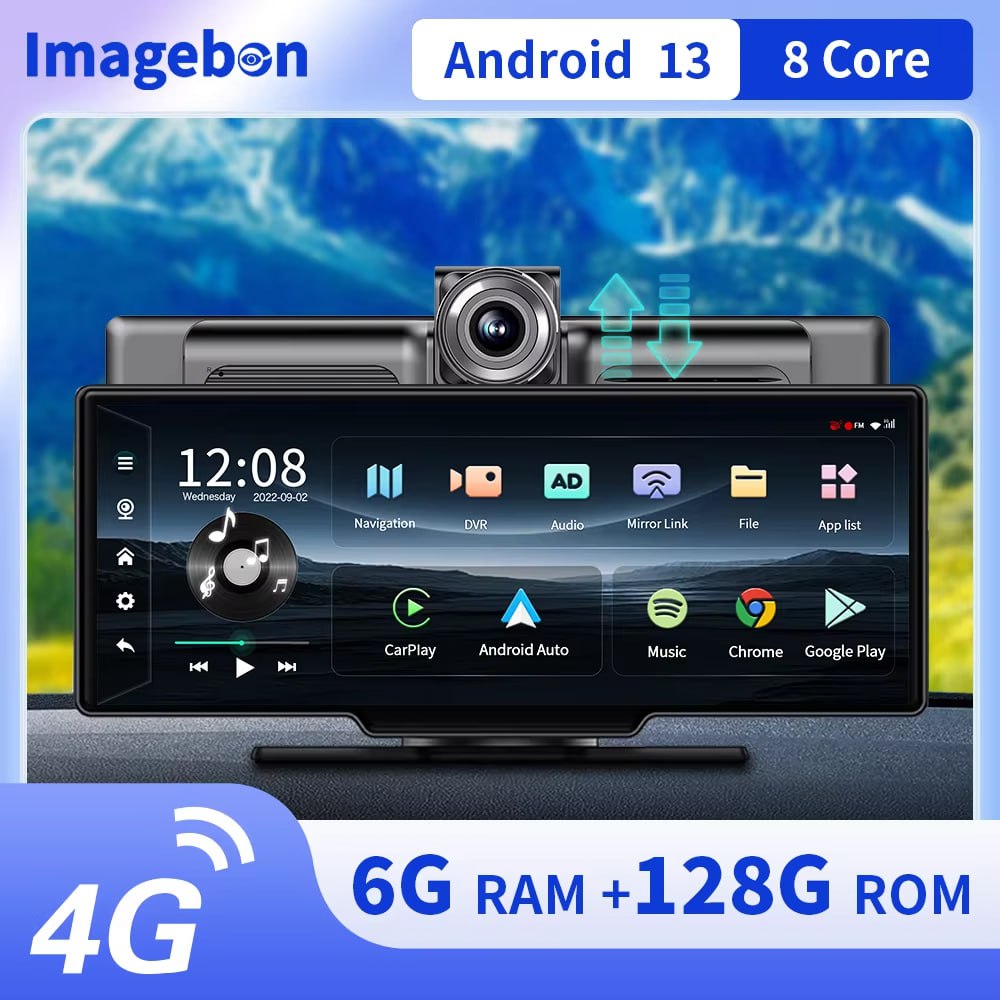 Imagebon
Android 13
8 Core
R
FM
12:08
Wednesday 2022-09-02
Navigation
DVR
AD
Audio
Mirror Link
File
App list
CarPlay
Android Auto
Music
Chrome
Google Play
4G
6G RAM +128G ROM